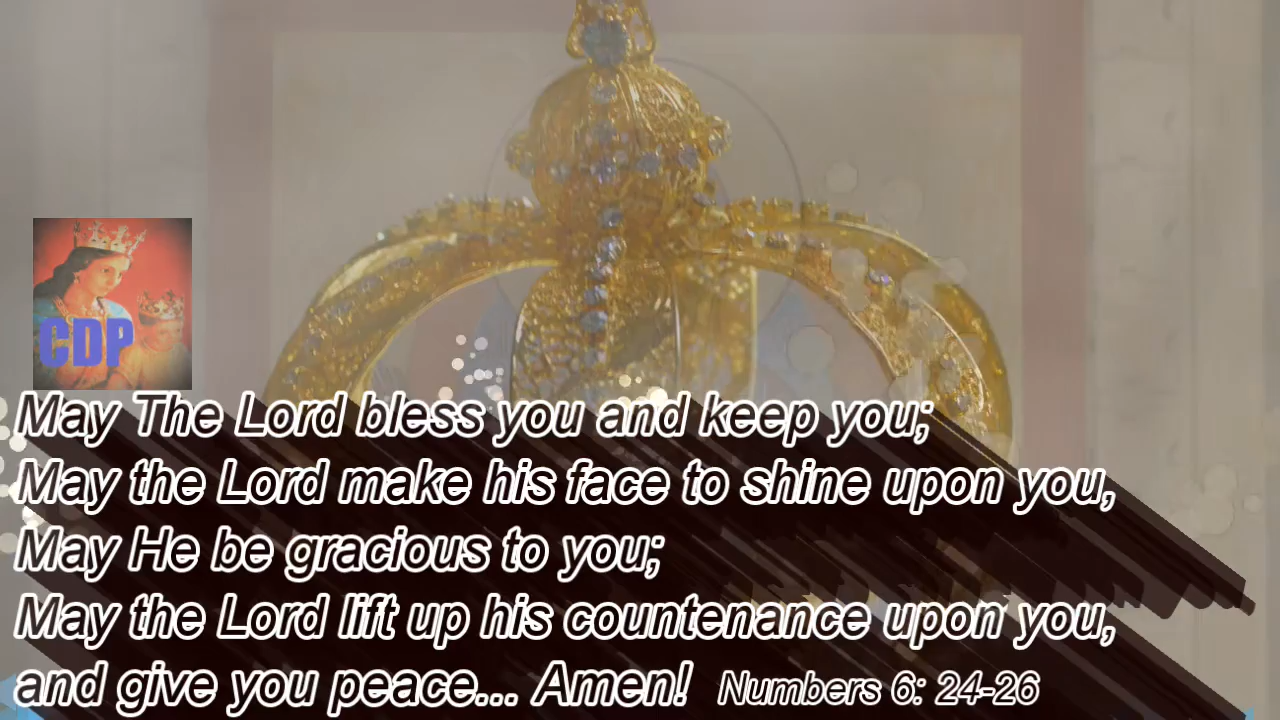 CDP
May The Lord bless you and keep you;
May the Lord make his face to shine upon you,
May He be gracious to you;
May the Lord lift up his countenance upon you,
and give you peace... Amen! Numbers 6: 24-26